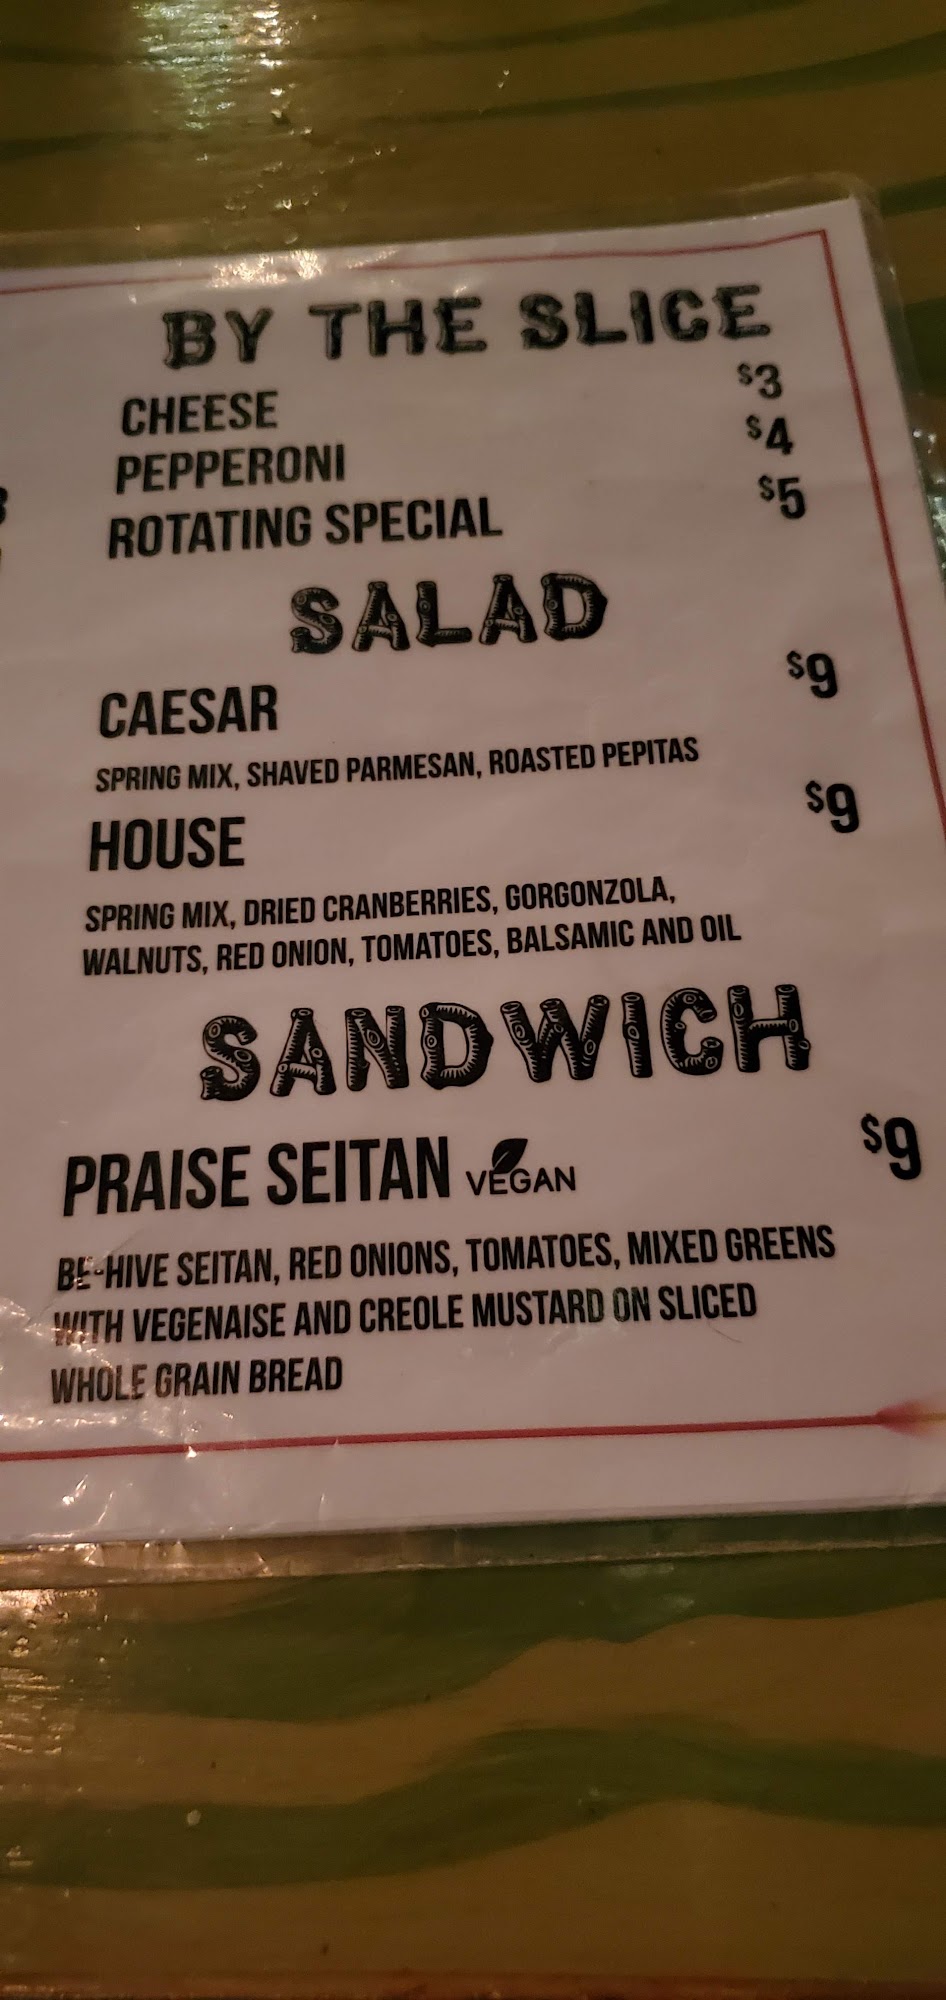 BY THE SLICE
CHEESE $3
PEPPERONI $4
ROTATING SPECIAL $5
SALAD
CAESAR $9
SPRING MIX, SHAVED PARMESAN, ROASTED PEPITAS
HOUSE $9
SPRING MIX, DRIED CRANBERRIES, GORGONZOLA,
WALNUTS, RED ONION, TOMATOES, BALSAMIC AND OIL
SANDWICH
PRAISE SEITAN VEGAN $9
BE-HIVE SEITAN, RED ONIONS, TOMATOES, MIXED GREENS
WITH VEGENAISE AND CREOLE MUSTARD ON SLICED
WHOLE GRAIN BREAD